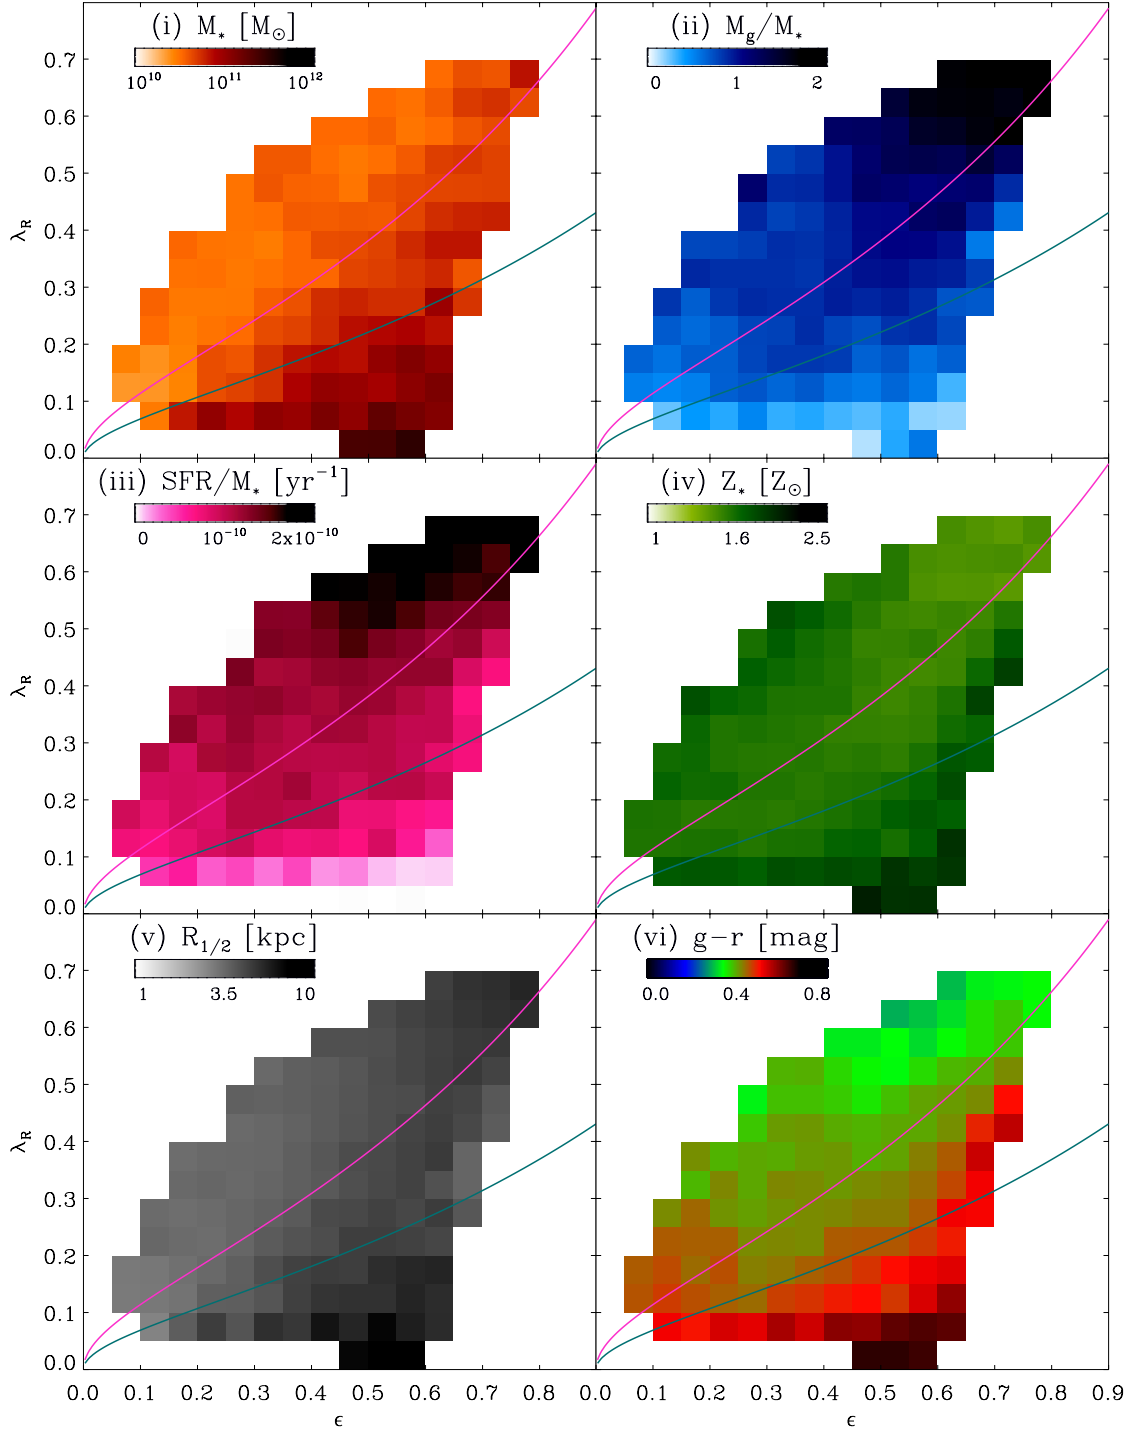 (i) M* [M⊙]
10¹⁰ 10¹¹ 10¹²
(ii) Mg/M*
0 1 2
0.7
0.6
0.5
0.4
0.3
0.2
0.1
0.0
λR
(iii) SFR/M* [yr⁻¹]
0 10⁻¹⁰ 2x10⁻¹⁰
(iv) Z* [Z⊙]
1 1.6 2.5
0.7
0.6
0.5
0.4
0.3
0.2
0.1
0.0
λR
(v) R1/2 [kpc]
1 3.5 10
(vi) g-r [mag]
0.0 0.4 0.8
0.7
0.6
0.5
0.4
0.3
0.2
0.1
0.0
λR
0.0 0.1 0.2 0.3 0.4 0.5 0.6 0.7 0.8 0.0 0.1 0.2 0.3 0.4 0.5 0.6 0.7 0.8 0.9
ϵ ϵ